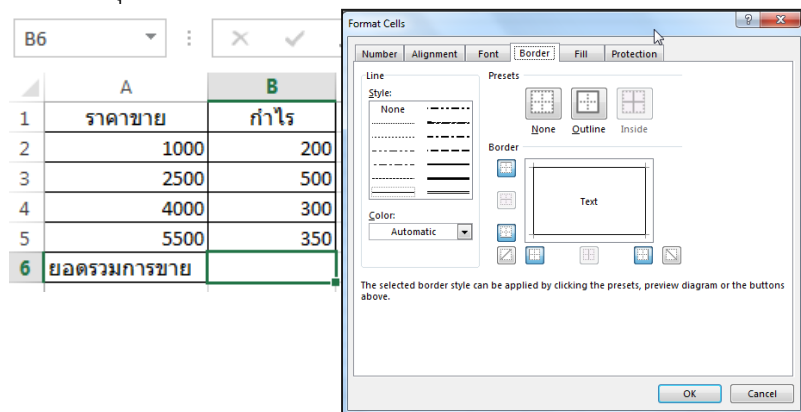 B6
A B
1 ราคาขาย กำไร
2 1000 200
3 2500 500
4 4000 300
5 5500 350
6 ยอดรวมการขาย
Format Cells
Number Alignment Font Border Fill Protection
Line
Style:
None
Color:
Automatic
Presets
None Outline Inside
Border
Text
The selected border style can be applied by clicking the presets, preview diagram or the buttons
above.
OK Cancel